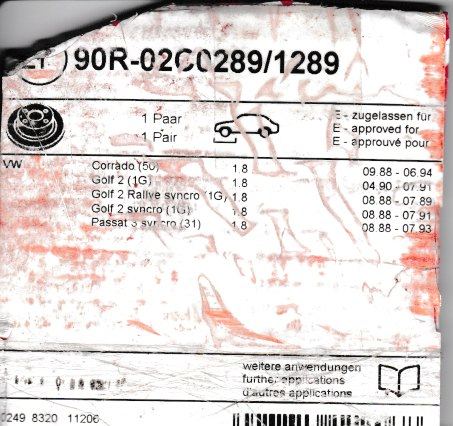 90R-02C0289/1289
1 Paar
1 Pair
E - zugelassen für
E - approved for
E - approuvé pour
VW Corrado (50) 1.8 09.88 - 06.94
Golf 2 (1G) 1.8 04.90 - 07.91
Golf 2 Rallye syncro (1G) 1.8 08.88 - 07.89
Golf 2 syncro (1G) 1.8 08.88 - 07.91
Passat 3 syncro (31) 1.8 08.88 - 07.93
weitere anwendungen
further applications
d'autres applications
0249 8320 11206